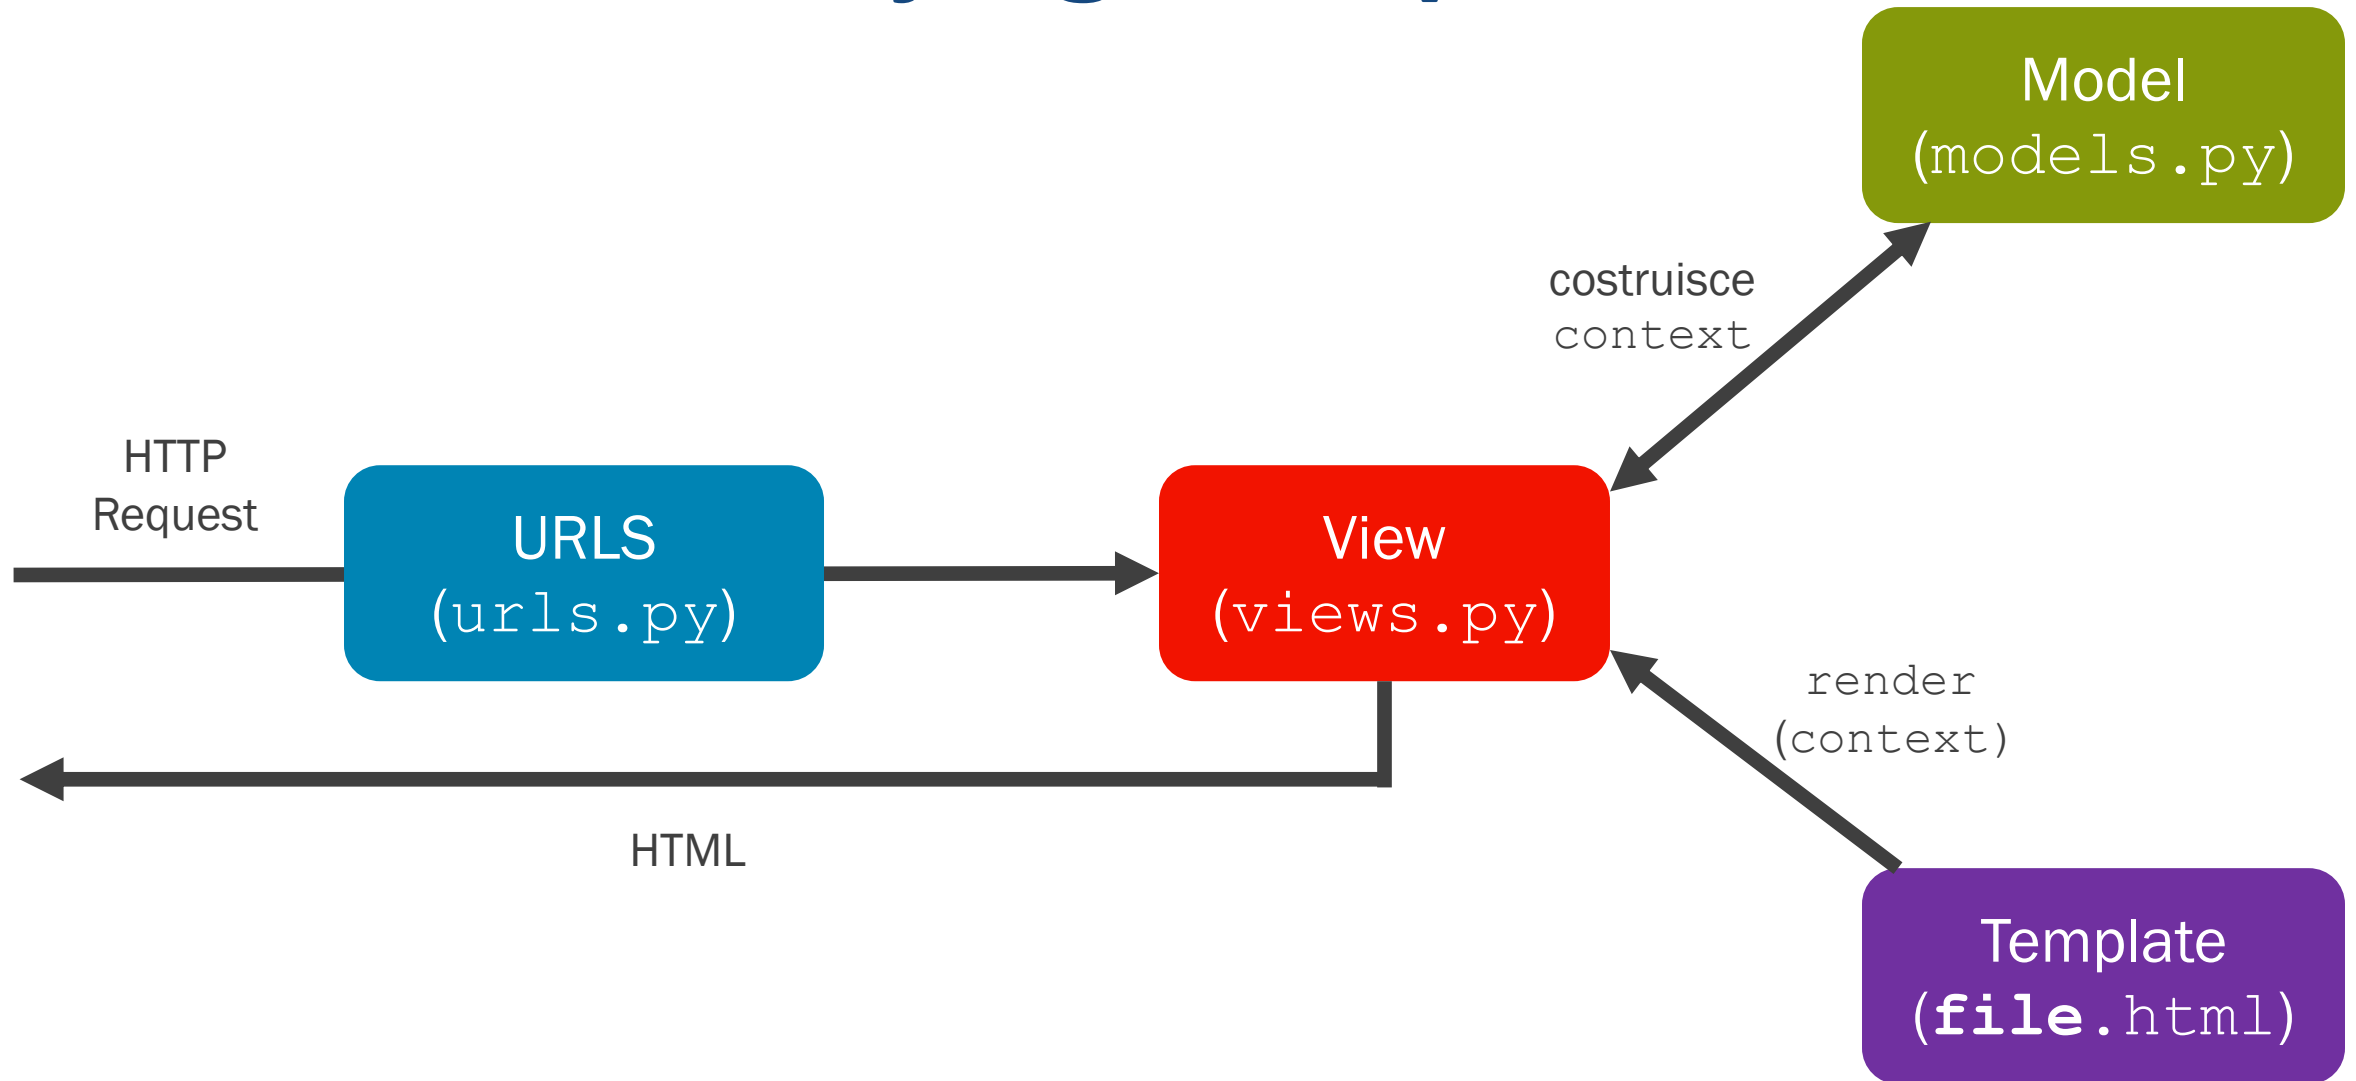 Model
(models.py)
costruisce
context
HTTP
Request
URLS
(urls.py)
View
(views.py)
render
(context)
HTML
Template
(file.html)